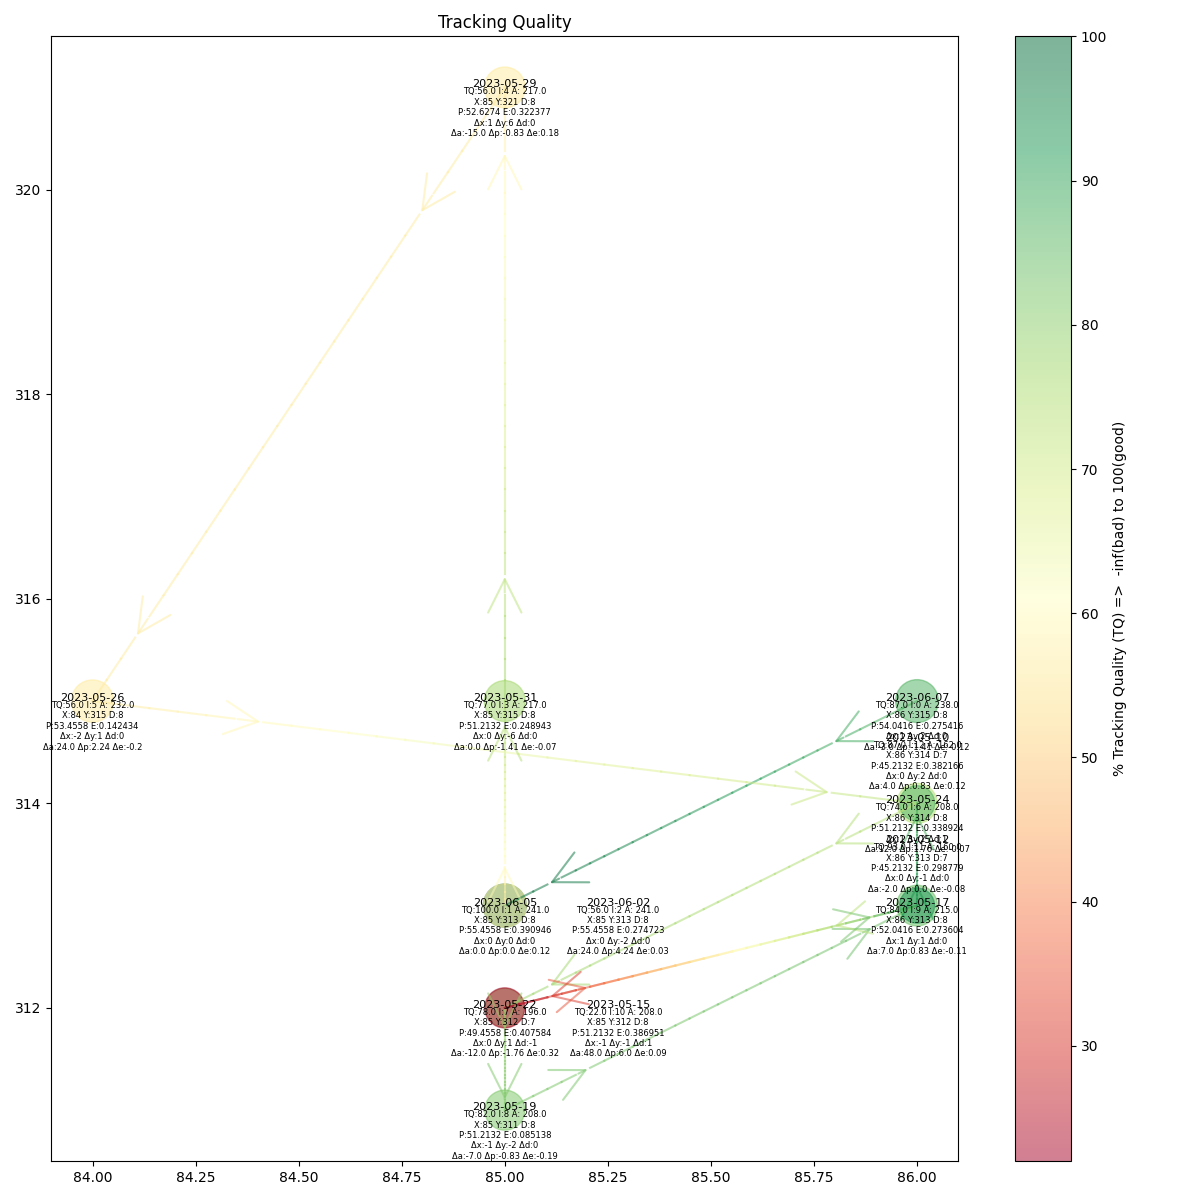 Tracking Quality
2023-05-29
TQ:56.0 I:4 A: 217.0
X:85 Y:321 D:8
P:52.6274 E:0.322377
Δx:1 Δy:6 Δd:0
Δa:-15.0 Δp:-0.83 Δe:0.18
2023-05-26
TQ:56.0 I:5 A: 232.0
X:84 Y:315 D:8
P:53.4558 E:0.142434
Δx:-2 Δy:1 Δd:0
Δa:24.0 Δp:2.24 Δe:-0.2
2023-05-31
TQ:77.0 I:3 A: 217.0
X:85 Y:315 D:8
P:51.2132 E:0.248943
Δx:0 Δy:-6 Δd:0
Δa:0.0 Δp:-1.41 Δe:-0.07
2023-06-07
TQ:87.0 I:0 A: 238.0
X:86 Y:315 D:8
P:54.0416 E:0.275416
X:86 Y:314 D:7
P:45.2132 E:0.382166
Δx:0 Δy:2 Δd:0
Δa:4.0 Δp:0.83 Δe:0.12
2023-05-24
TQ:74.0 I:6 A: 208.0
X:86 Y:314 D:8
P:51.2132 E:0.338924
X:86 Y:313 D:7
P:45.2132 E:0.298779
Δx:0 Δy:-1 Δd:0
Δa:-2.0 Δp:0.0 Δe:-0.08
2023-05-17
TQ:84.0 I:9 A: 215.0
X:86 Y:313 D:8
P:52.0416 E:0.273604
Δx:1 Δy:1 Δd:0
Δa:7.0 Δp:0.83 Δe:-0.11
2023-06-05
TQ:100.0 I:1 A: 241.0
X:85 Y:313 D:8
P:55.4558 E:0.390946
Δx:0 Δy:0 Δd:0
Δa:0.0 Δp:0.0 Δe:0.12
2023-06-02
TQ:56.0 I:2 A: 241.0
X:85 Y:313 D:8
P:55.4558 E:0.274723
Δx:0 Δy:-2 Δd:0
Δa:24.0 Δp:4.24 Δe:0.03
2023-05-22
TQ:78.0 I:7 A: 196.0
X:85 Y:312 D:7
P:49.4558 E:0.407584
Δx:0 Δy:1 Δd:-1
Δa:-12.0 Δp:-1.76 Δe:0.32
2023-05-15
TQ:22.0 I:10 A: 208.0
X:85 Y:312 D:8
P:51.2132 E:0.386951
Δx:-1 Δy:-1 Δd:1
Δa:48.0 Δp:6.0 Δe:0.09
2023-05-19
TQ:82.0 I:8 A: 208.0
X:85 Y:311 D:8
P:51.2132 E:0.085138
Δx:-1 Δy:-2 Δd:0
Δa:-7.0 Δp:-0.83 Δe:-0.19
320
318
316
314
312
84.00
84.25
84.50
84.75
85.00
85.25
85.50
85.75
86.00
100
90
80
70
60
50
40
30
% Tracking Quality (TQ) =>  -inf(bad) to 100(good)